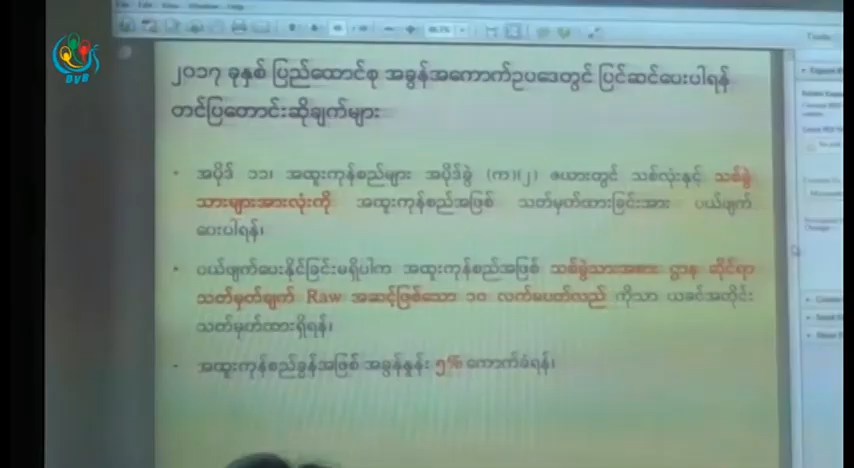 DVB
၂၀၁၇ ခုနှစ် ပြည်ထောင်စု အခွန်အကောက်ဥပဒေတွင် ပြင်ဆင်ပေးပါရန်
တင်ပြတောင်းဆိုချက်များ
- အပိုဒ် ၁၁၊ အထူးကုန်စည်များ အပိုဒ်ခွဲ (က)(၂) ဇယားတွင် သစ်လုံးနှင့် သစ်ခွဲ
သားများအားလုံးကို အထူးကုန်စည်အဖြစ် သတ်မှတ်ထားခြင်းအား ပယ်ဖျက်
ပေးပါရန်၊
• ပယ်ဖျက်ပေးနိုင်ခြင်းမရှိပါက အထူးကုန်စည်အဖြစ် သစ်ခွဲသားအစား ဌာန ဆိုင်ရာ
သတ်မှတ်ချက် Raw အဆင့်ဖြစ်သော ၁၀ လက်မပတ်လည် ကိုသာ ယခင်အတိုင်း
သတ်မှတ်ထားရှိရန်၊
- အထူးကုန်စည်ခွန်အဖြစ် အခွန်နှုန်း ၅% ကောက်ခံရန်၊